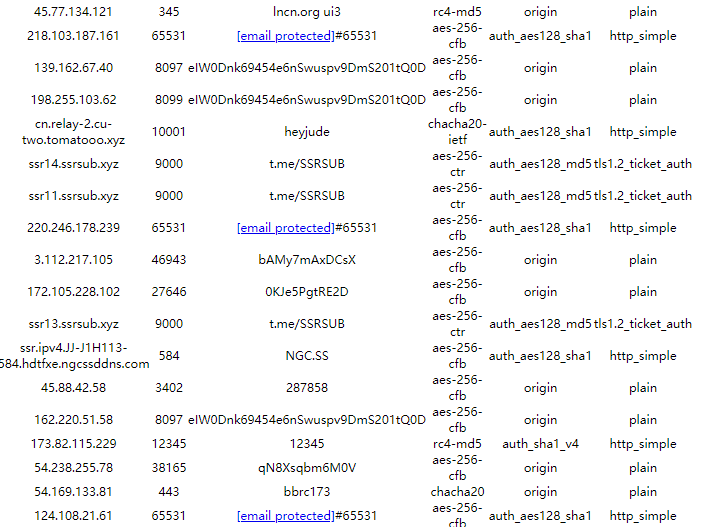 45.77.134.121 345 lncn.org ui3 rc4-md5 origin plain
218.103.187.161 65531 [email protected]#65531 aes-256-cfb auth_aes128_sha1 http_simple
139.162.67.40 8097 eIW0Dnk69454e6nSwuspv9DmS201tQ0D aes-256-cfb origin plain
198.255.103.62 8099 eIW0Dnk69454e6nSwuspv9DmS201tQ0D aes-256-cfb origin plain
cn.relay-2.cu-two.tomatooo.xyz 10001 heyjude chacha20-ietf auth_aes128_sha1 http_simple
ssr14.ssrsub.xyz 9000 t.me/SSRSUB aes-256-ctr auth_aes128_md5 tls1.2_ticket_auth
ssr11.ssrsub.xyz 9000 t.me/SSRSUB aes-256-ctr auth_aes128_md5 tls1.2_ticket_auth
220.246.178.239 65531 [email protected]#65531 aes-256-cfb auth_aes128_sha1 http_simple
3.112.217.105 46943 bAMy7mAxDCsX aes-256-cfb origin plain
172.105.228.102 27646 0KJe5PgtRE2D aes-256-cfb origin plain
ssr13.ssrsub.xyz 9000 t.me/SSRSUB aes-256-ctr auth_aes128_md5 tls1.2_ticket_auth
ssr.ipv4.JJ-J1H113-584.hdtfxe.ngcssddns.com 584 NGC.SS aes-256-cfb auth_aes128_sha1 http_simple
45.88.42.58 3402 287858 aes-256-cfb origin plain
162.220.51.58 8097 eIW0Dnk69454e6nSwuspv9DmS201tQ0D aes-256-cfb origin plain
173.82.115.229 12345 12345 rc4-md5 auth_sha1_v4 http_simple
54.238.255.78 38165 qN8Xsqbm6M0V aes-256-cfb origin plain
54.169.133.81 443 bbrc173 chacha20 origin plain
124.108.21.61 65531 [email protected]#65531 aes-256-cfb auth_aes128_sha1 http_simple